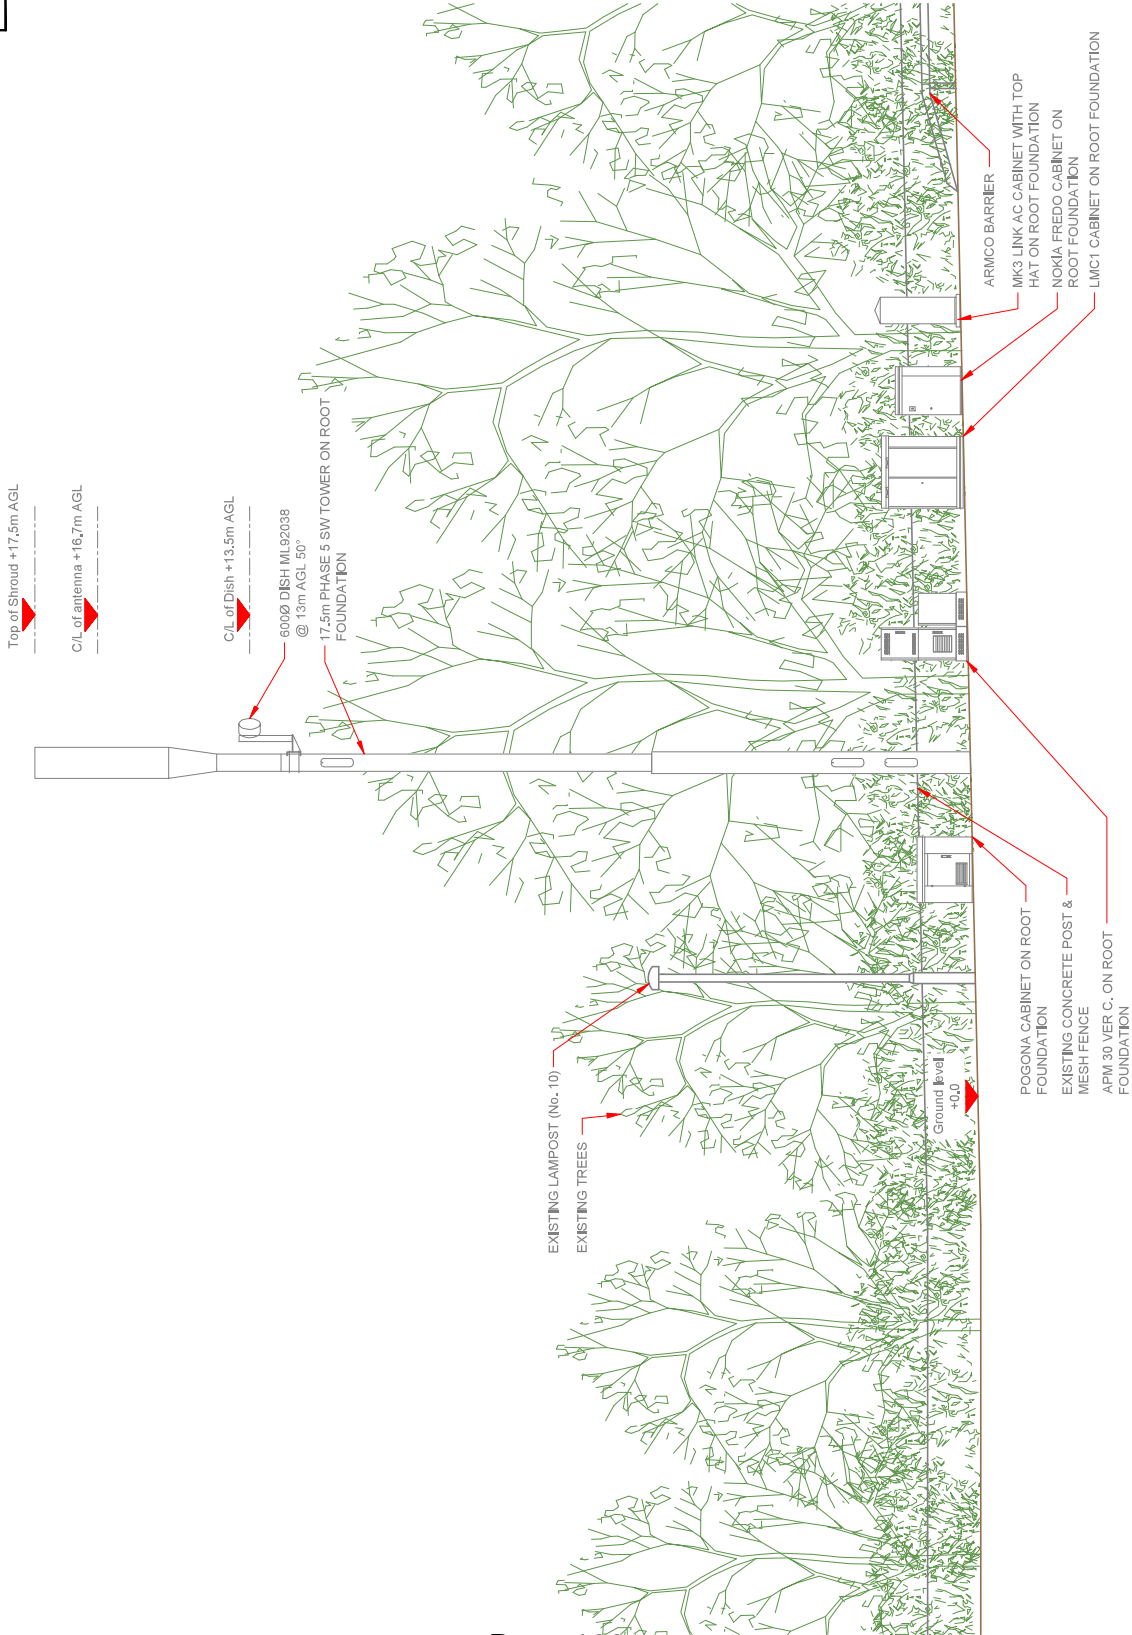 Top of Shroud +17.5m AGL
C/L of antenna +16.7m AGL
C/L of Dish +13.5m AGL
600Ø DISH ML92038
@ 13m AGL 50°
17.5m PHASE 5 SW TOWER ON ROOT
FOUNDATION
EXISTING LAMPOST (No. 10)
EXISTING TREES
Ground level
+0.0
ARMCO BARRIER
MK3 LINK AC CABINET WITH TOP
HAT ON ROOT FOUNDATION
NOKIA FREDO CABINET ON
ROOT FOUNDATION
LMC1 CABINET ON ROOT FOUNDATION
POGONA CABINET ON ROOT
FOUNDATION
EXISTING CONCRETE POST &
MESH FENCE
APM 30 VER C. ON ROOT
FOUNDATION